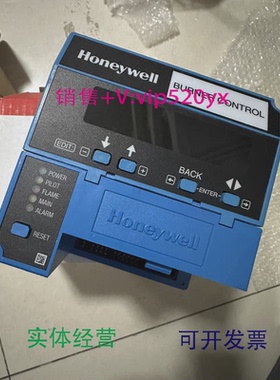 Honeywell
BURNER CONTROL
销售+V:vip520yx
EDIT
BACK
ENTER
POWER
PILOT
FLAME
MAIN
ALARM
RESET
Honeywell
实体经营
可开发票